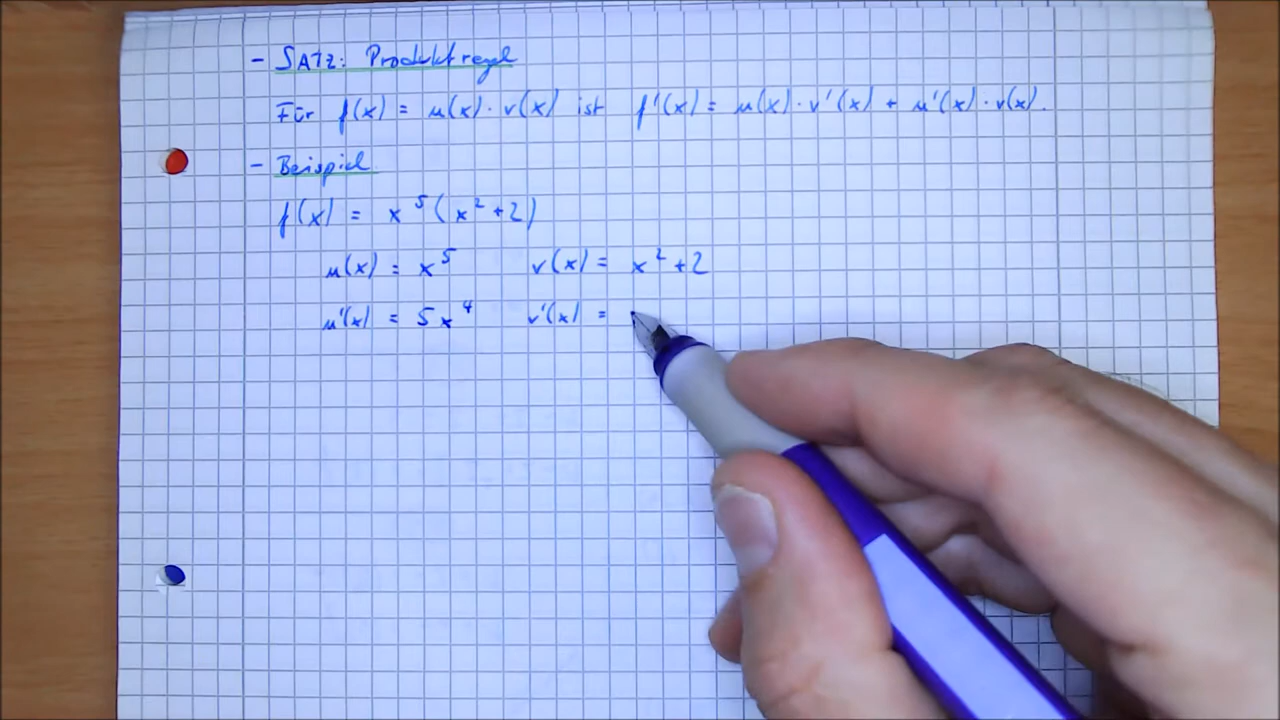 - SATZ: Produktregel
Für f(x) = u(x) · v(x) ist f'(x) = u(x) · v'(x) + u'(x) · v(x).
- Beispiel
f(x) = x⁵(x² + 2)
u(x) = x⁵ v(x) = x² + 2
u'(x) = 5x⁴ v'(x) =